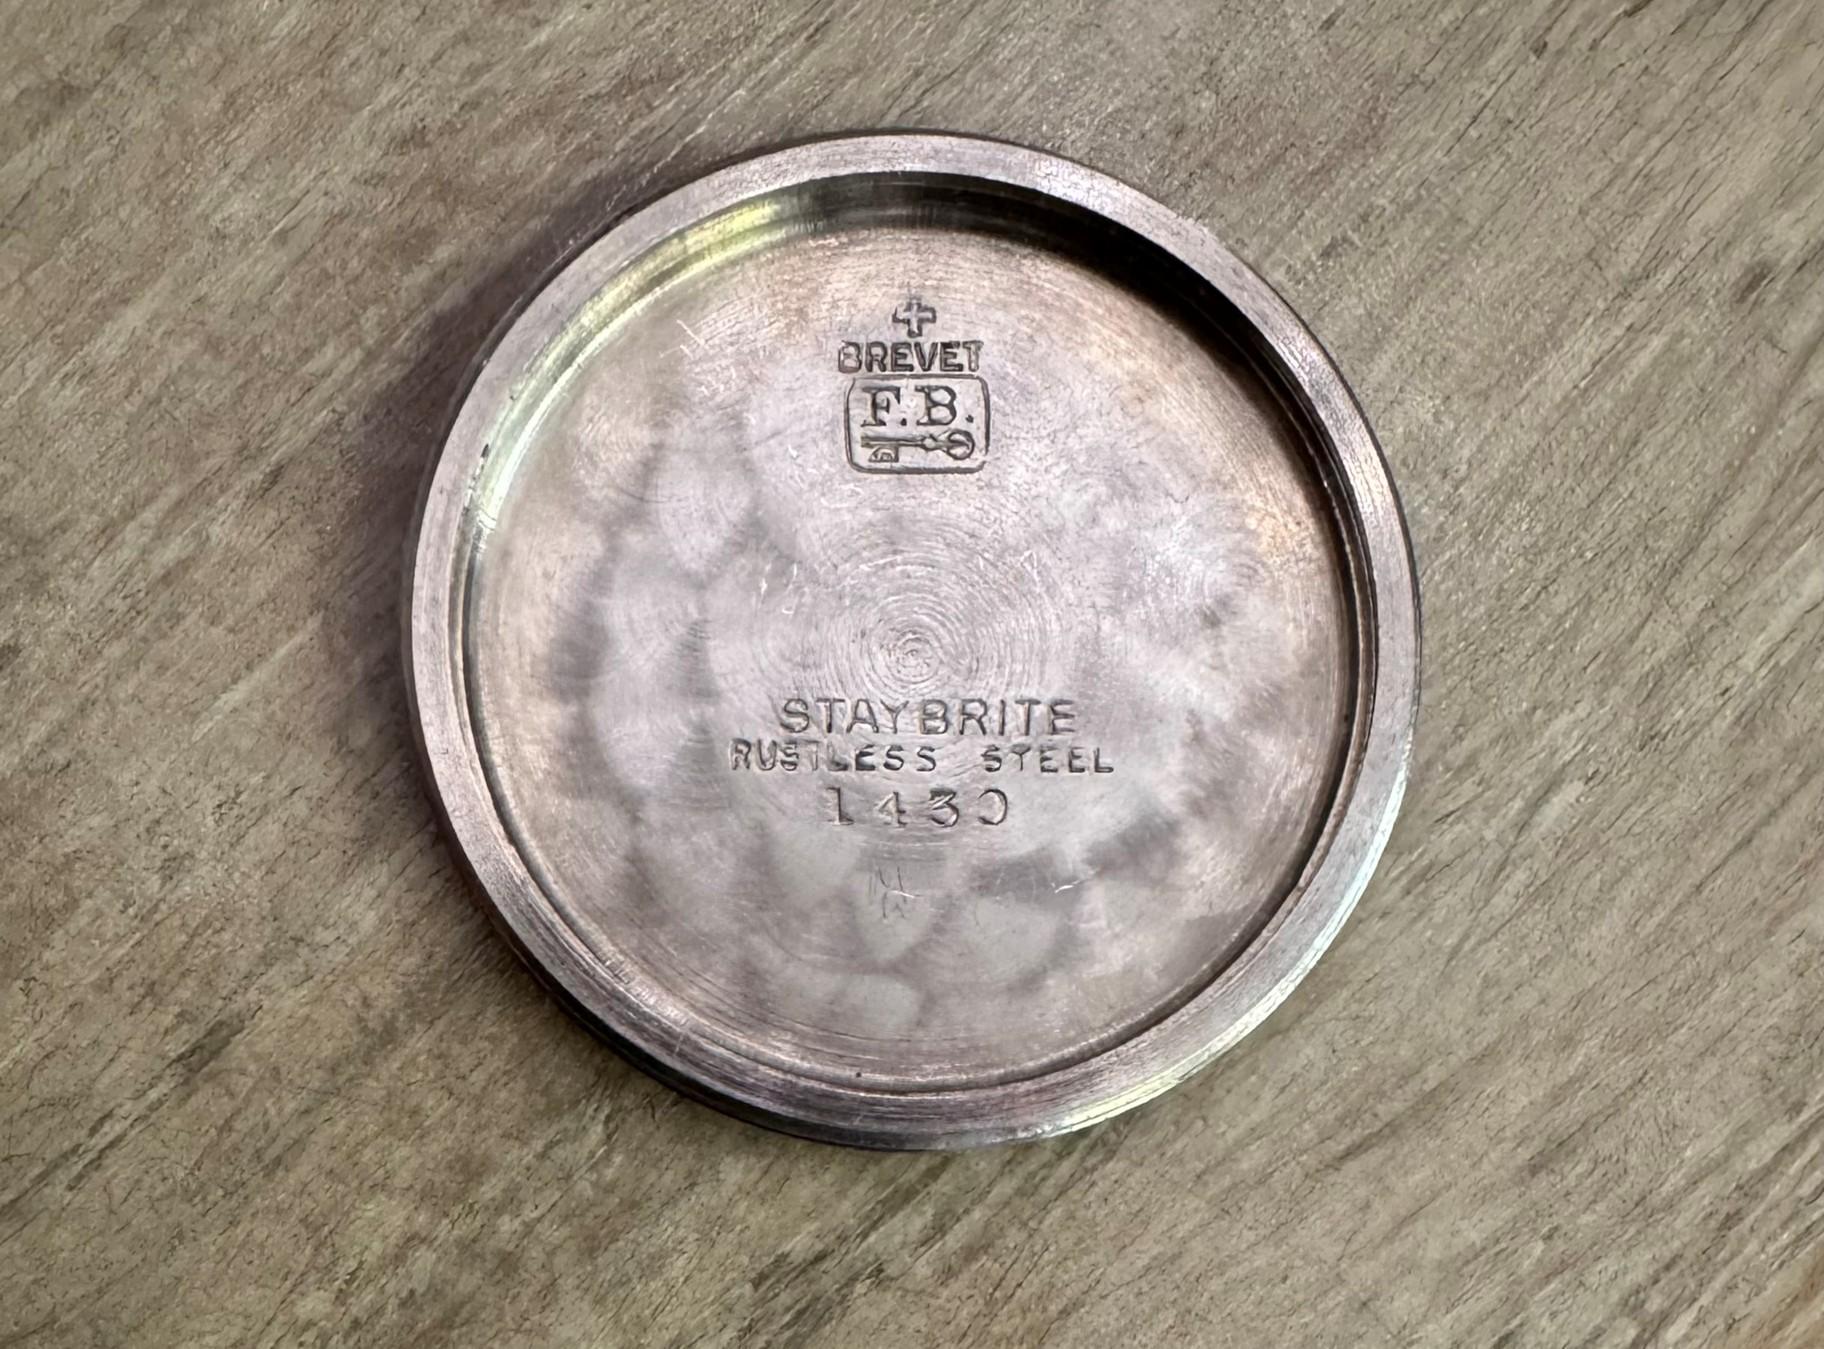 BREVET
F.B.
STAYBRITE
RUSTLESS STEEL
1430